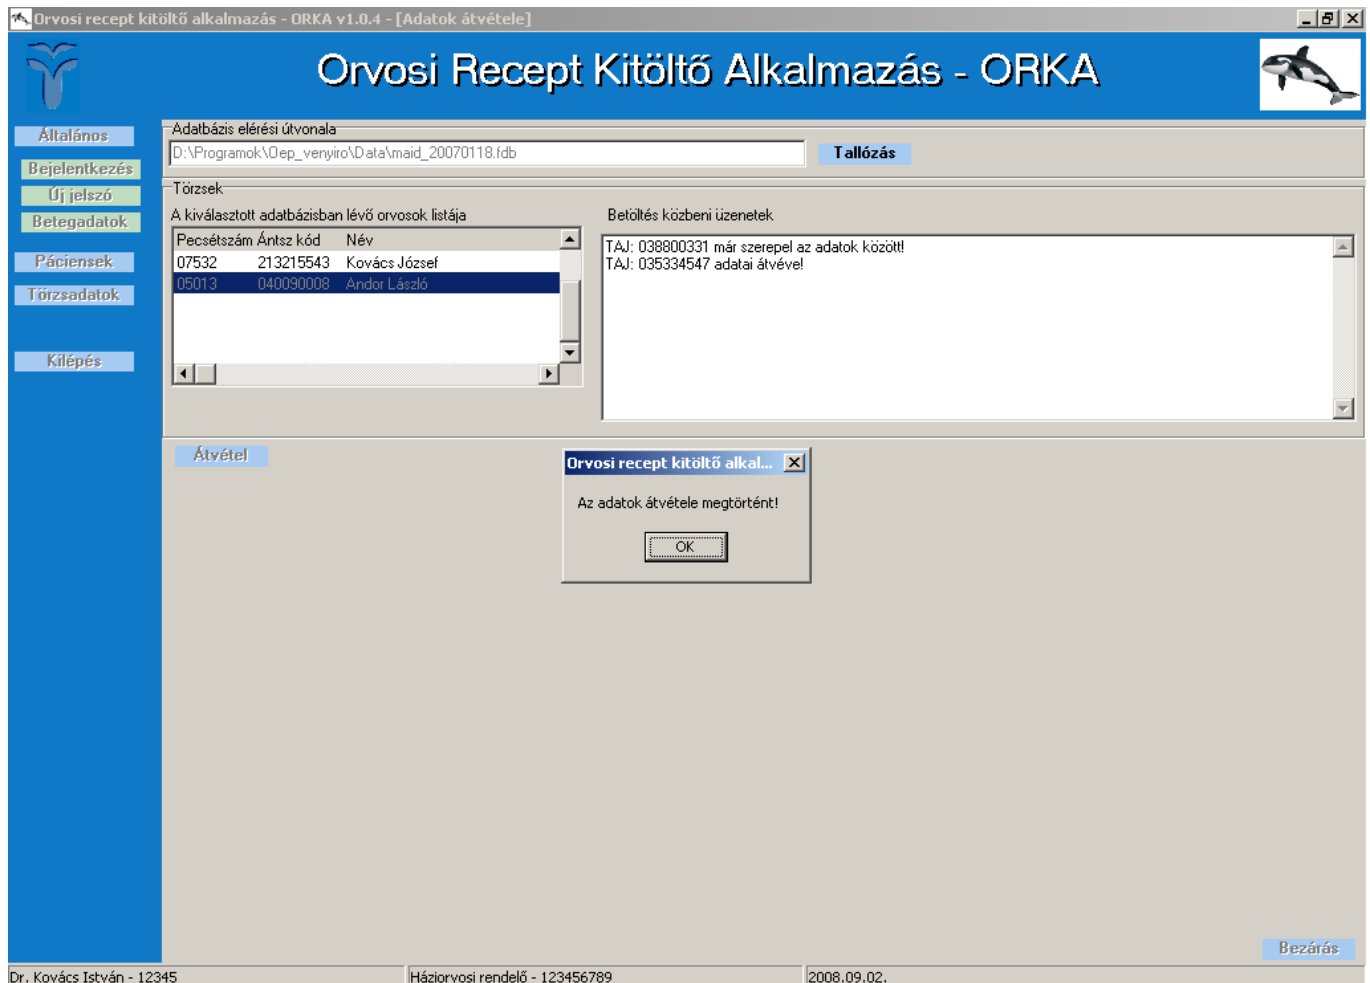 Orvosi recept kitöltő alkalmazás - ORKA v1.0.4 - [Adatok átvétele]
Orvosi Recept Kitöltő Alkalmazás - ORKA
Általános
Bejelentkezés
Új jelszó
Betegadatok
Páciensek
Törzsadatok
Kilépés
Adatbázis elérési útvonala
D:\Programok\Oep_venyiro\Data\maid_20070118.fdb
Tallózás
Törzsek
A kiválasztott adatbázisban lévő orvosok listája
Pecsétszám Ántsz kód Név
07532 213215543 Kovács József
05013 040090008 Andor László
Betöltés közbeni üzenetek
TAJ: 038800331 már szerepel az adatok között!
TAJ: 035334547 adatai átvéve!
Átvétel
Orvosi recept kitöltő alkal...
Az adatok átvétele megtörtént!
OK
Bezárás
Dr. Kovács István - 12345
Háziorvosi rendelő - 123456789
2008.09.02.